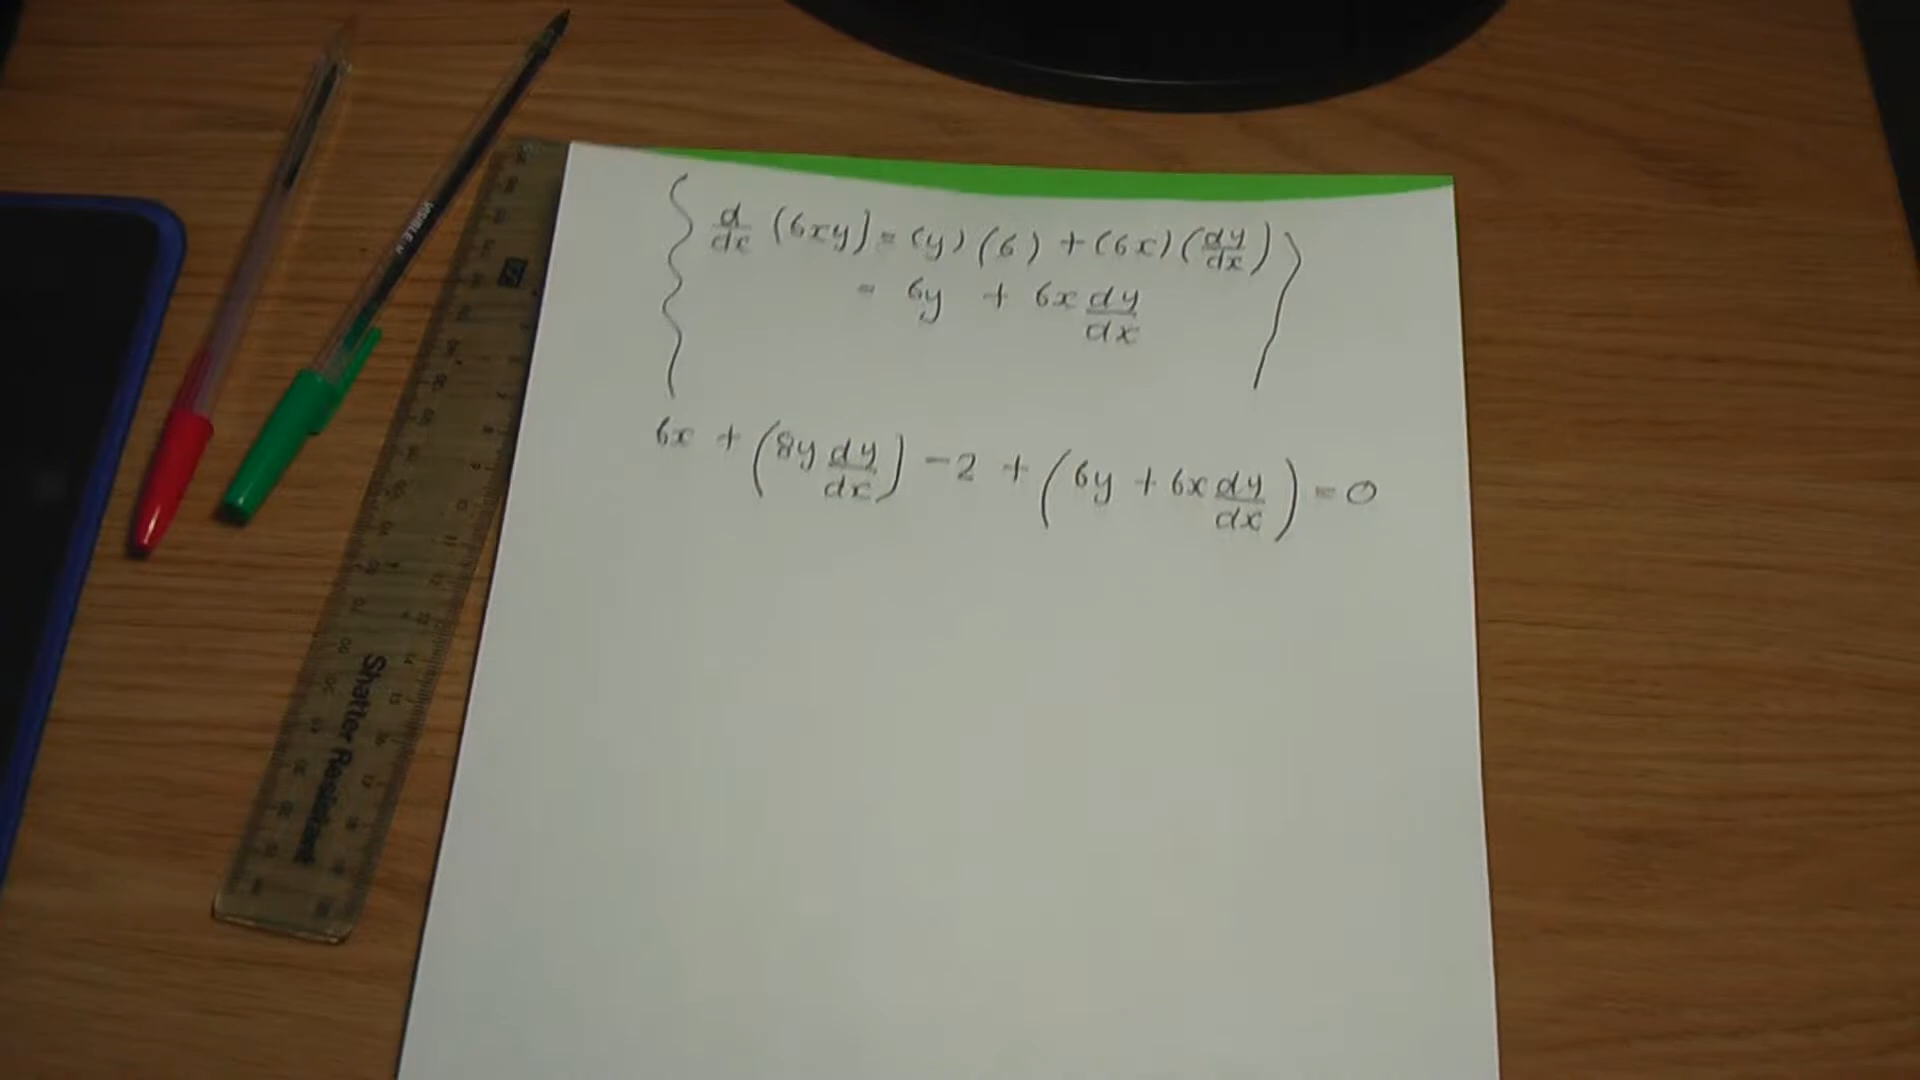 d/dx (6xy) = (y)(6) + (6x)(dy/dx)
= 6y + 6x dy/dx
6x + (8y dy/dx) - 2 + (6y + 6x dy/dx) = 0
Shatter Resistant